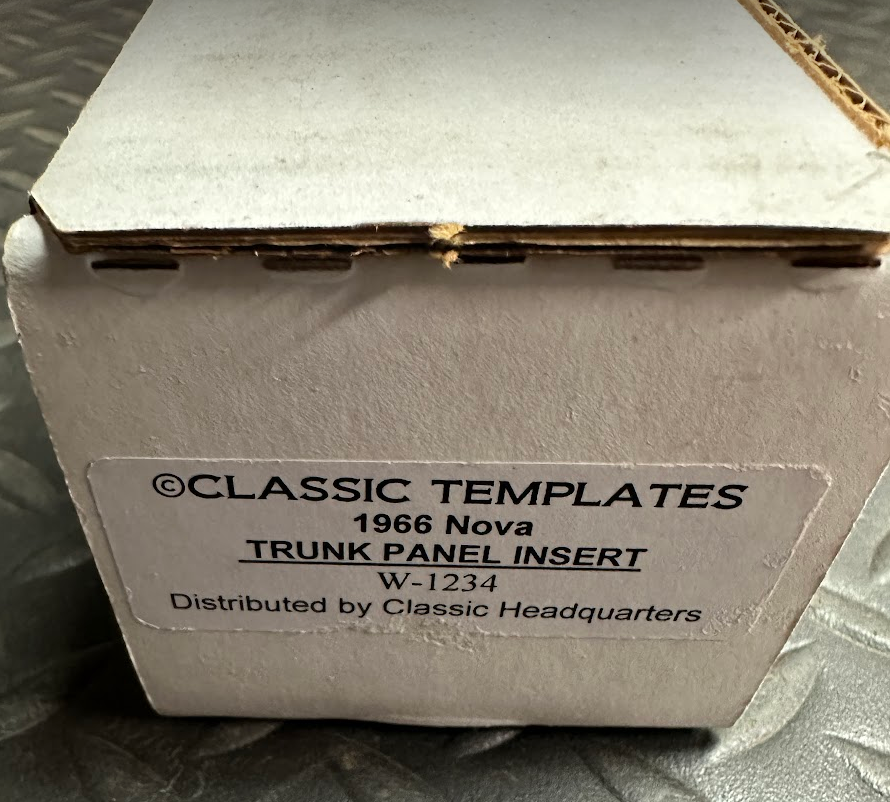 ©CLASSIC TEMPLATES
1966 Nova
TRUNK PANEL INSERT
W-1234
Distributed by Classic Headquarters